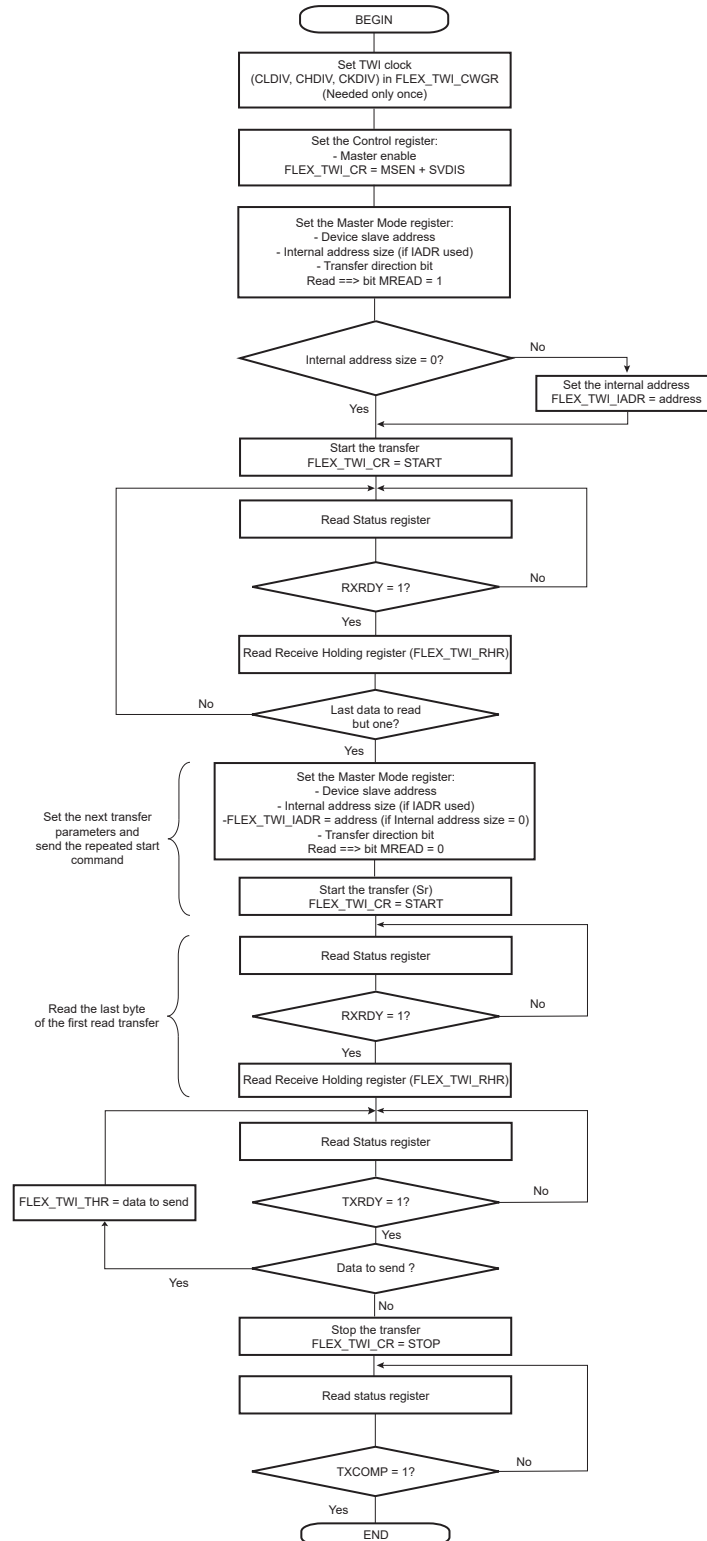 BEGIN
Set TWI clock
(CLDIV, CHDIV, CKDIV) in FLEX_TWI_CWGR
(Needed only once)
Set the Control register:
- Master enable
FLEX_TWI_CR = MSEN + SVDIS
Set the Master Mode register:
- Device slave address
- Internal address size (if IADR used)
- Transfer direction bit
Read ==> bit MREAD = 1
Internal address size = 0?
No
Set the internal address
FLEX_TWI_IADR = address
Yes
Start the transfer
FLEX_TWI_CR = START
Read Status register
RXRDY = 1?
No
Yes
Read Receive Holding register (FLEX_TWI_RHR)
No
Last data to read
but one?
Yes
Set the next transfer
parameters and
send the repeated start
command
Set the Master Mode register:
- Device slave address
- Internal address size (if IADR used)
-FLEX_TWI_IADR = address (if Internal address size = 0)
- Transfer direction bit
Read ==> bit MREAD = 0
Start the transfer (Sr)
FLEX_TWI_CR = START
Read the last byte
of the first read transfer
Read Status register
RXRDY = 1?
No
Yes
Read Receive Holding register (FLEX_TWI_RHR)
Read Status register
FLEX_TWI_THR = data to send
TXRDY = 1?
No
Yes
Data to send ?
Yes
No
Stop the transfer
FLEX_TWI_CR = STOP
Read status register
TXCOMP = 1?
No
Yes
END